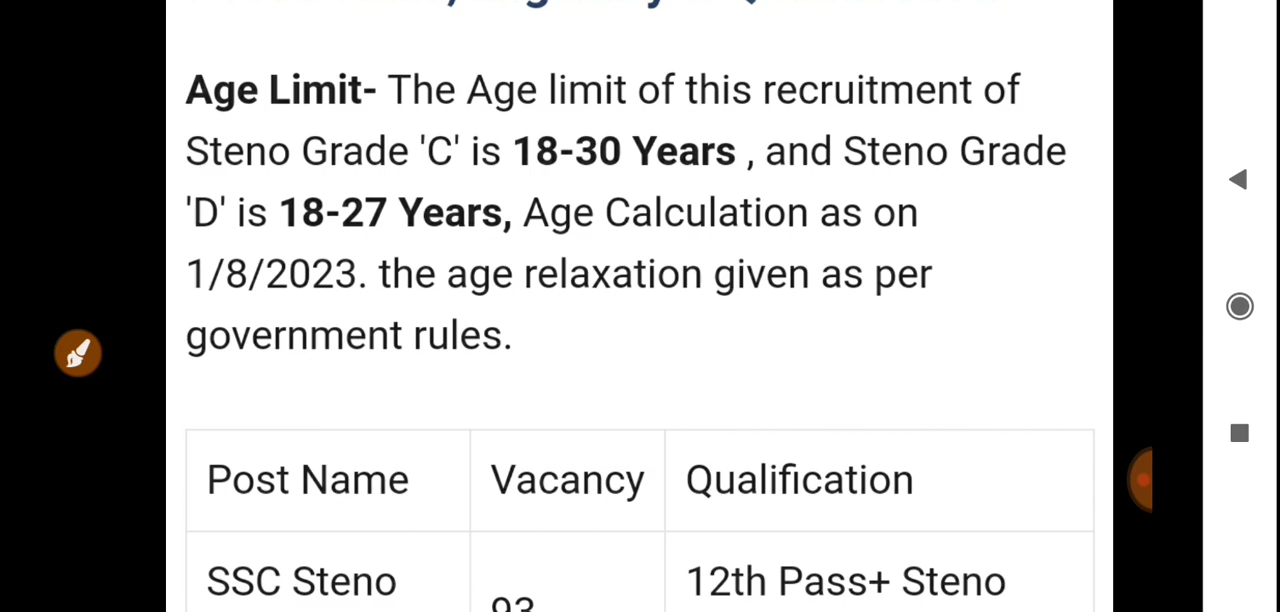 Age Limit- The Age limit of this recruitment of
Steno Grade 'C' is 18-30 Years , and Steno Grade
'D' is 18-27 Years, Age Calculation as on
1/8/2023. the age relaxation given as per
government rules.
Post Name Vacancy Qualification
SSC Steno 93 12th Pass+ Steno